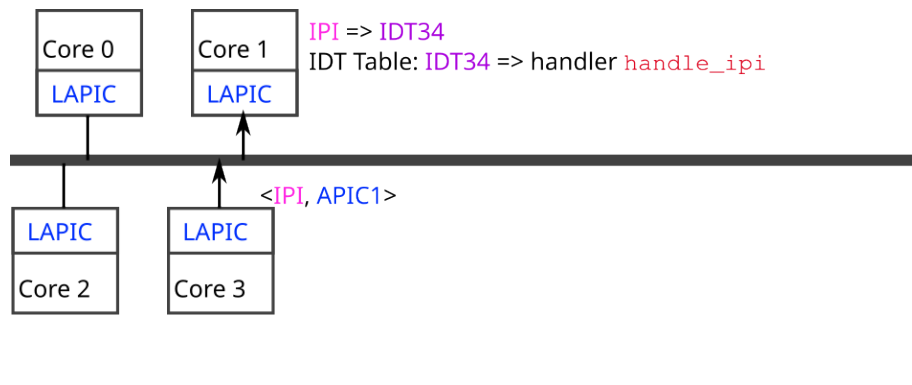 Core 0
LAPIC
Core 1
LAPIC
IPI => IDT34
IDT Table: IDT34 => handler handle_ipi
<IPI, APIC1>
LAPIC
Core 2
LAPIC
Core 3